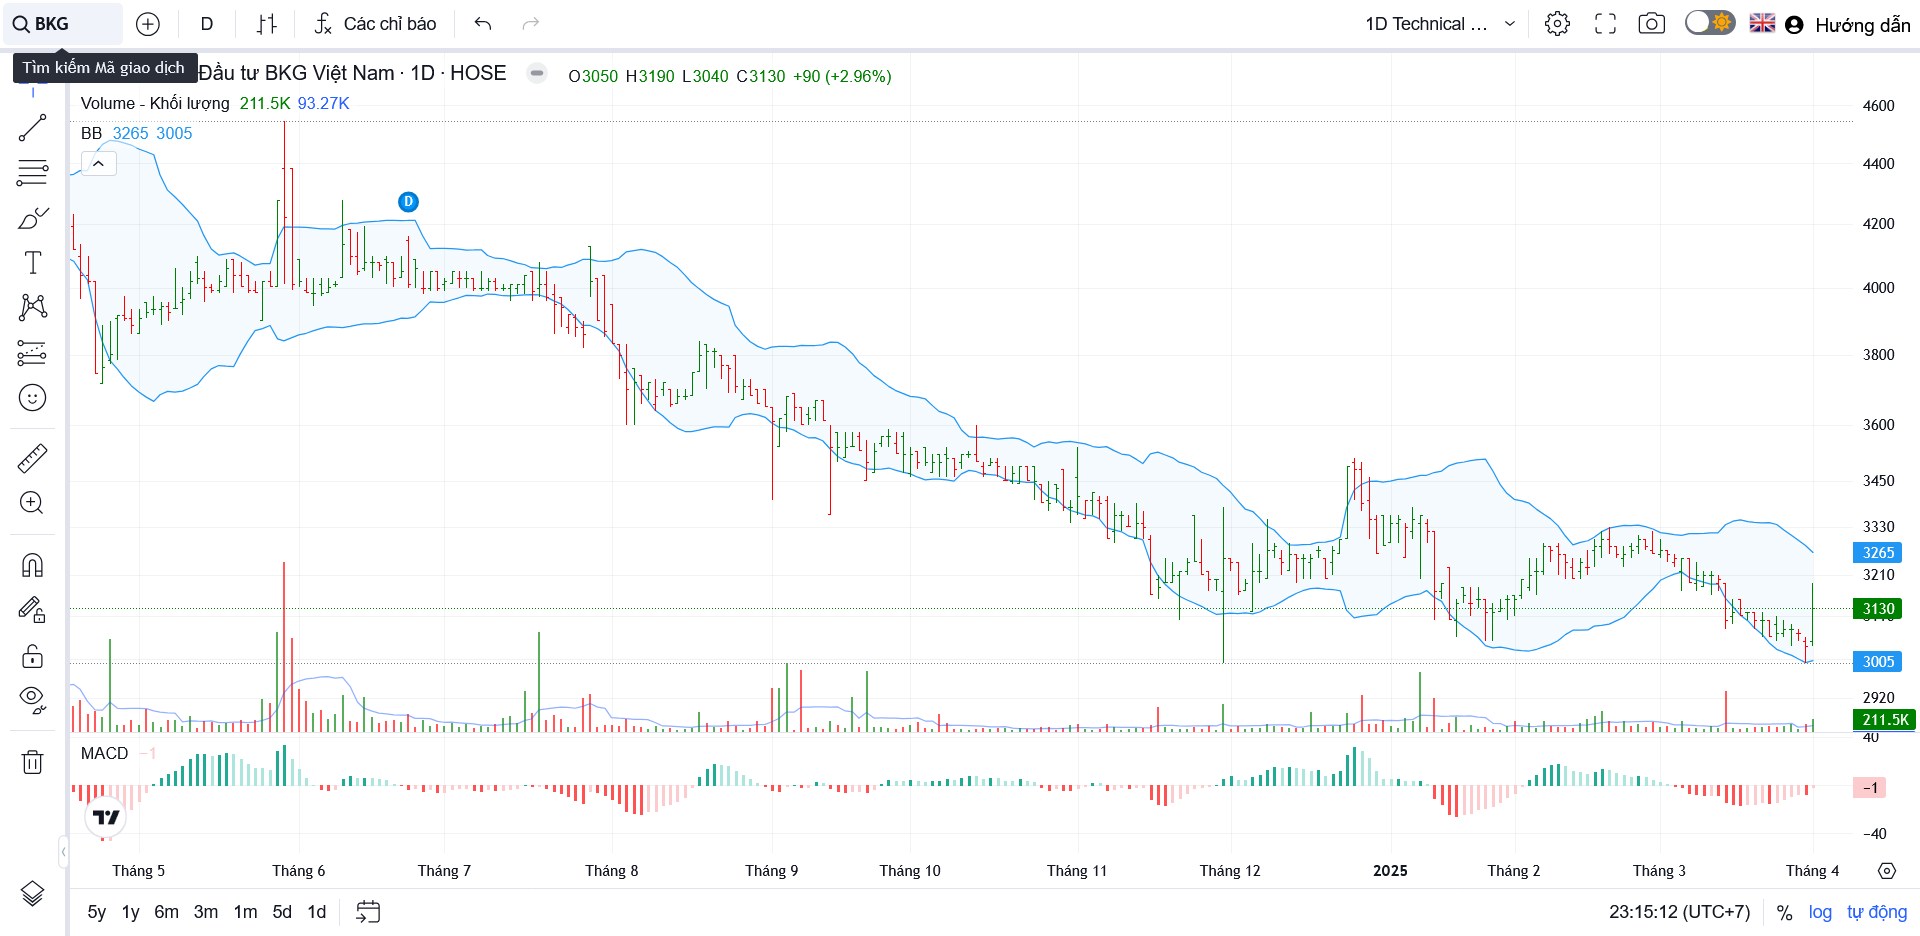 BKG
D
Các chỉ báo
1D Technical ...
Hướng dẫn
Tìm kiếm Mã giao dịch
Đầu tư BKG Việt Nam · 1D · HOSE
O3050 H3190 L3040 C3130 +90 (+2.96%)
Volume - Khối lượng 211.5K 93.27K
BB 3265 3005
D
4600
4400
4200
4000
3800
3600
3450
3330
3265
3210
3130
3005
2920
211.5K
MACD −1
40
−1
−40
Tháng 5 Tháng 6 Tháng 7 Tháng 8 Tháng 9 Tháng 10 Tháng 11 Tháng 12 2025 Tháng 2 Tháng 3 Tháng 4
5y 1y 6m 3m 1m 5d 1d
23:15:12 (UTC+7) % log tự động